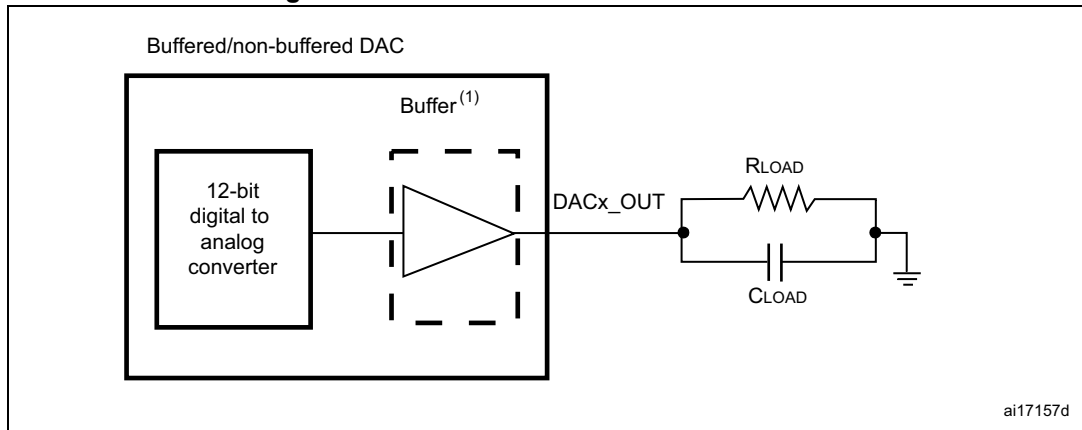 Buffered/non-buffered DAC
Buffer(1)
12-bit
digital to
analog
converter
DACx_OUT
RLOAD
CLOAD
ai17157d